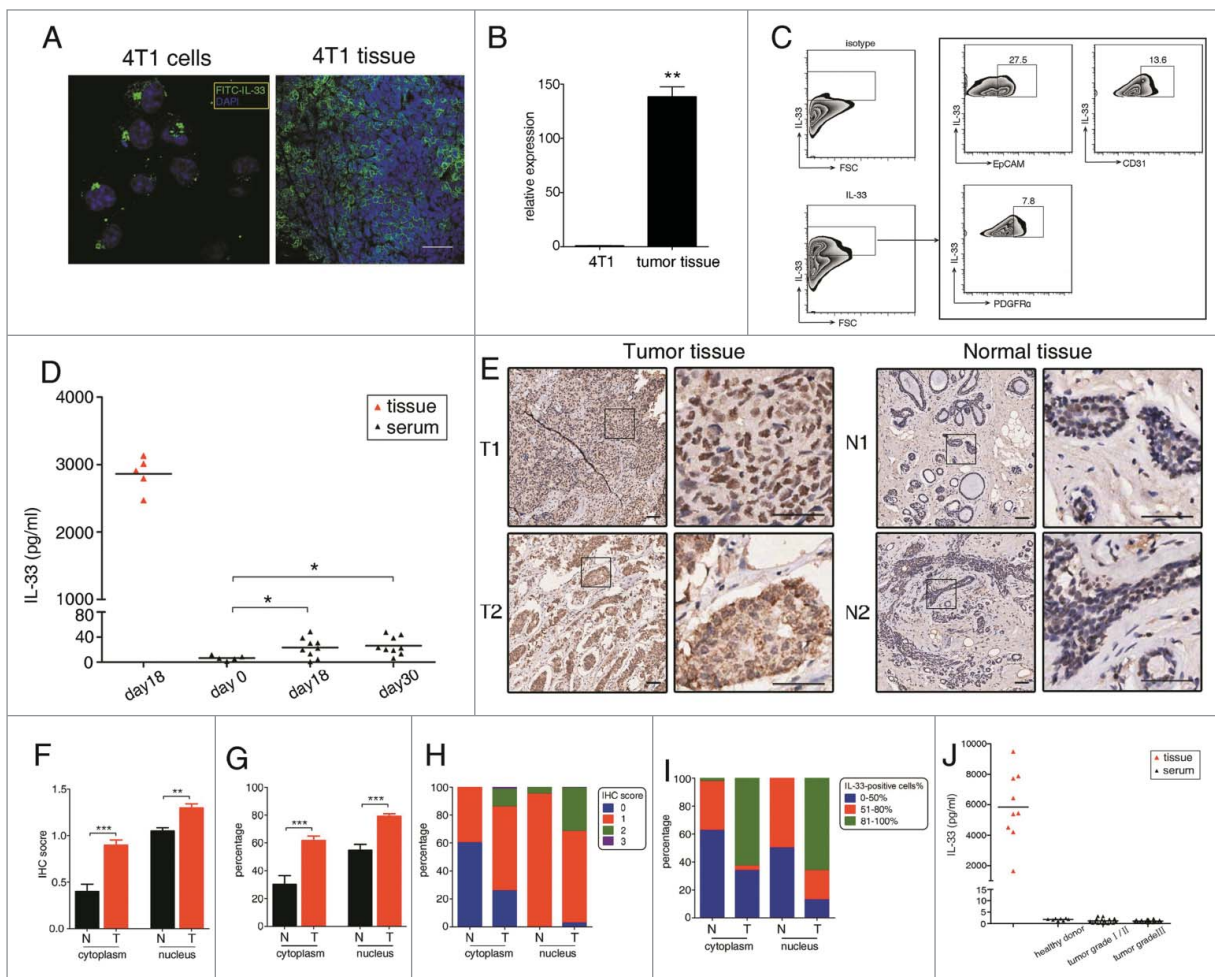 A
4T1 cells
4T1 tissue
FITC-IL-33
DAPI
B
**
150
100
50
0
relative expression
4T1
tumor tissue
C
isotype
IL-33
FSC
IL-33
IL-33
FSC
27.5
IL-33
EpCAM
13.6
IL-33
CD31
7.8
IL-33
PDGFRα
D
4000
3000
2000
1000
80
40
0
IL-33 (pg/ml)
tissue
serum
*
*
day18
day 0
day18
day30
E
Tumor tissue
Normal tissue
T1
N1
T2
N2
F
1.5
1.0
0.5
0.0
IHC score
***
**
N T N T
cytoplasm nucleus
G
100
80
60
40
20
0
percentage
***
***
N T N T
cytoplasm nucleus
H
100
80
60
40
20
0
percentage
N T N T
cytoplasm nucleus
IHC score
0
1
2
3
I
100
80
60
40
20
0
percentage
N T N T
cytoplasm nucleus
IL-33-positive cells%
0-50%
51-80%
81-100%
J
10000
8000
6000
4000
2000
0
15
10
5
0
IL-33 (pg/ml)
tissue
serum
healthy donor
tumor grade I / II
tumor gradeIII